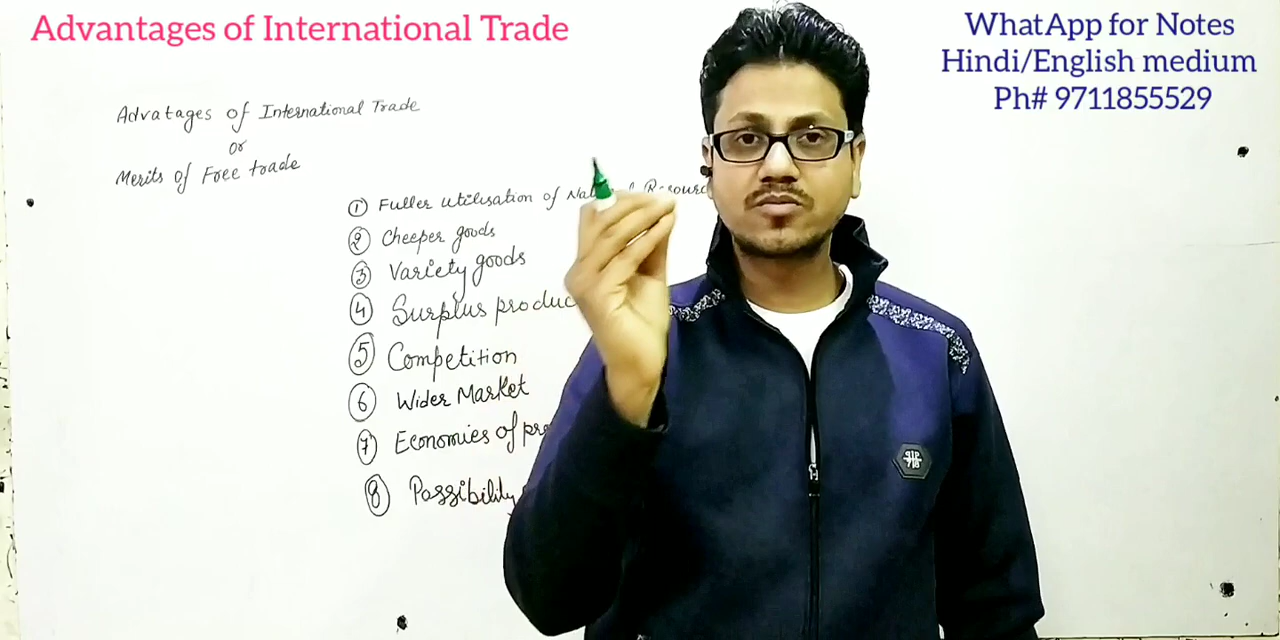 Advantages of International Trade
WhatApp for Notes
Hindi/English medium
Ph# 9711855529
Advatages of International Trade
or
Merits of Free trade
① Fuller utilisation of
② Cheeper goods
③ Variety goods
④ Surplus produc
⑤ Competition
⑥ Wider Market
⑦ Economies of
⑧ Passibility